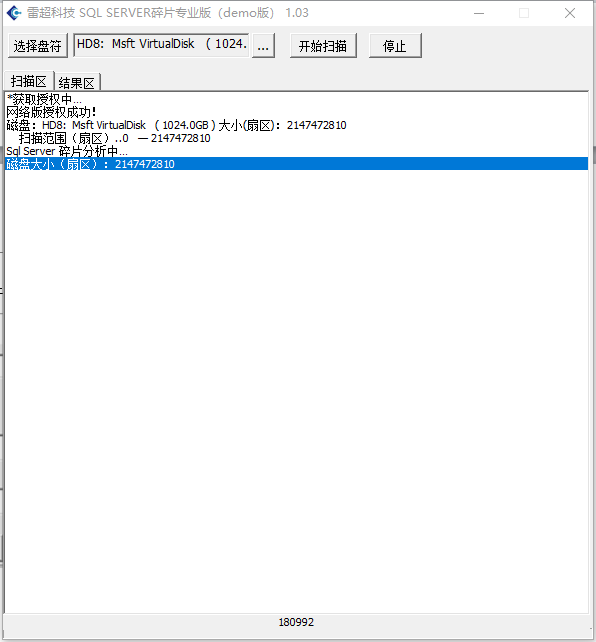 雷超科技 SQL SERVER碎片专业版（demo版） 1.03
选择盘符 HD8: Msft VirtualDisk ( 1024. ... 开始扫描 停止
扫描区 结果区
*获取授权中...
网络版授权成功!
磁盘: HD8: Msft VirtualDisk ( 1024.0GB ) 大小(扇区): 2147472810
扫描范围（扇区）..0 — 2147472810
Sql Server 碎片分析中...
磁盘大小（扇区）: 2147472810
180992